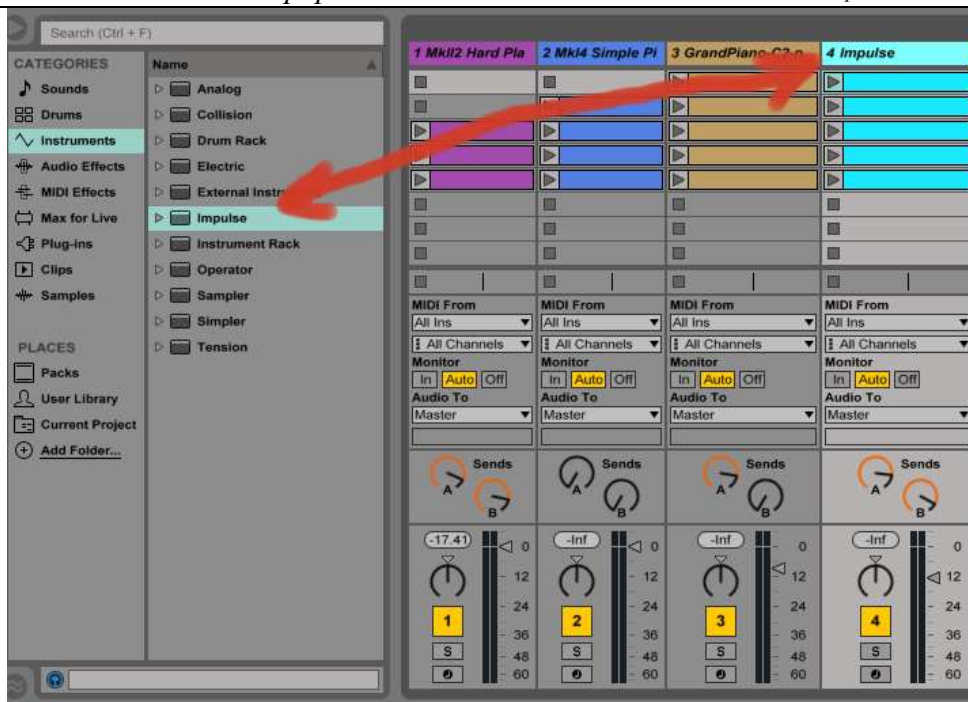 Search (Ctrl + F)
CATEGORIES
Sounds
Drums
Instruments
Audio Effects
MIDI Effects
Max for Live
Plug-ins
Clips
Samples
PLACES
Packs
User Library
Current Project
Add Folder...
Name
Analog
Collision
Drum Rack
Electric
External Instru
Impulse
Instrument Rack
Operator
Sampler
Simpler
Tension
1 MkII2 Hard Pla 2 MkI4 Simple Pi 3 GrandPiano-C2-n 4 Impulse
MIDI From MIDI From MIDI From MIDI From
All Ins All Ins All Ins All Ins
All Channels All Channels All Channels All Channels
Monitor Monitor Monitor Monitor
In Auto Off In Auto Off In Auto Off In Auto Off
Audio To Audio To Audio To Audio To
Master Master Master Master
Sends Sends Sends Sends
A A A A
B B B B
-17.41 -Inf -Inf -Inf
0 0 0 0
12 12 12 12
24 24 24 24
1 2 3 4
36 36 36 36
S S S S
48 48 48 48
60 60 60 60